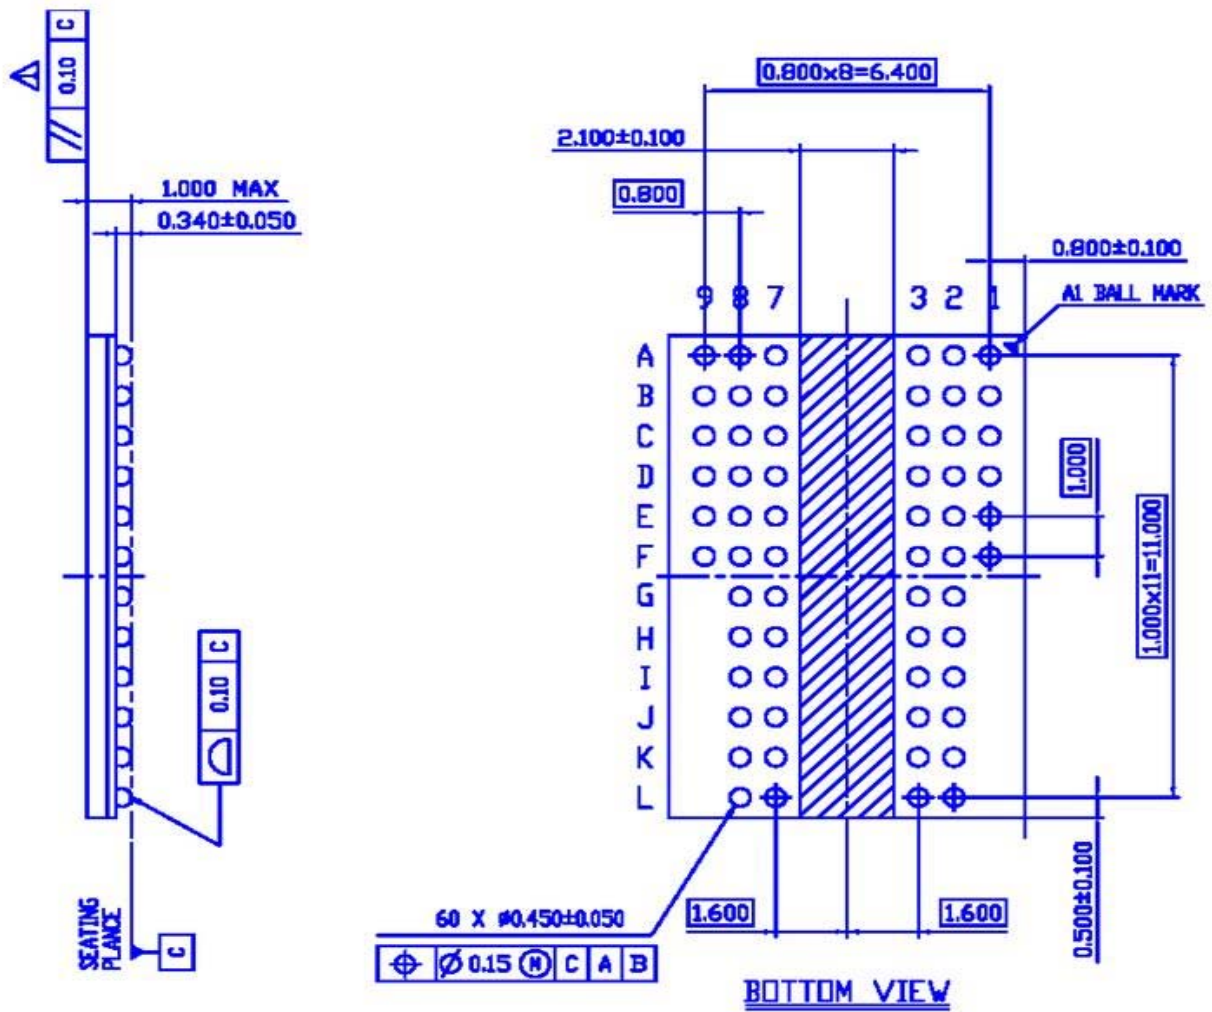 // 0.10 C
1.000 MAX
0.340±0.050
0.10 C
SEATING
PLANCE
C
0.800x8=6.400
2.100±0.100
0.800
0.800±0.100
A1 BALL MARK
9 8 7 3 2 1
A
B
C
D
E
F
G
H
I
J
K
L
1.000
1.000x11=11.000
0.500±0.100
1.600 1.600
60 X ø0.450±0.050
⌖ Ø 0.15 Ⓜ C A B
BOTTOM VIEW